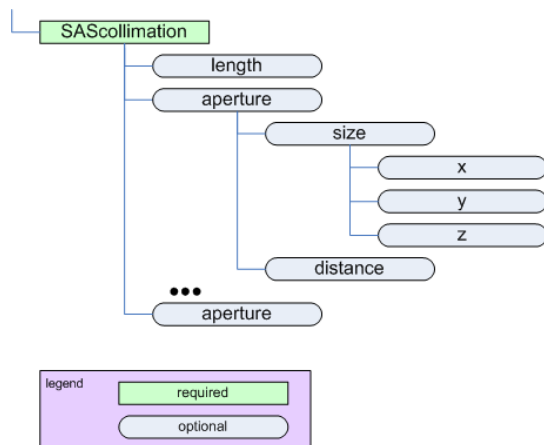 SAScollimation
length
aperture
size
x
y
z
distance
•••
aperture
legend
required
optional